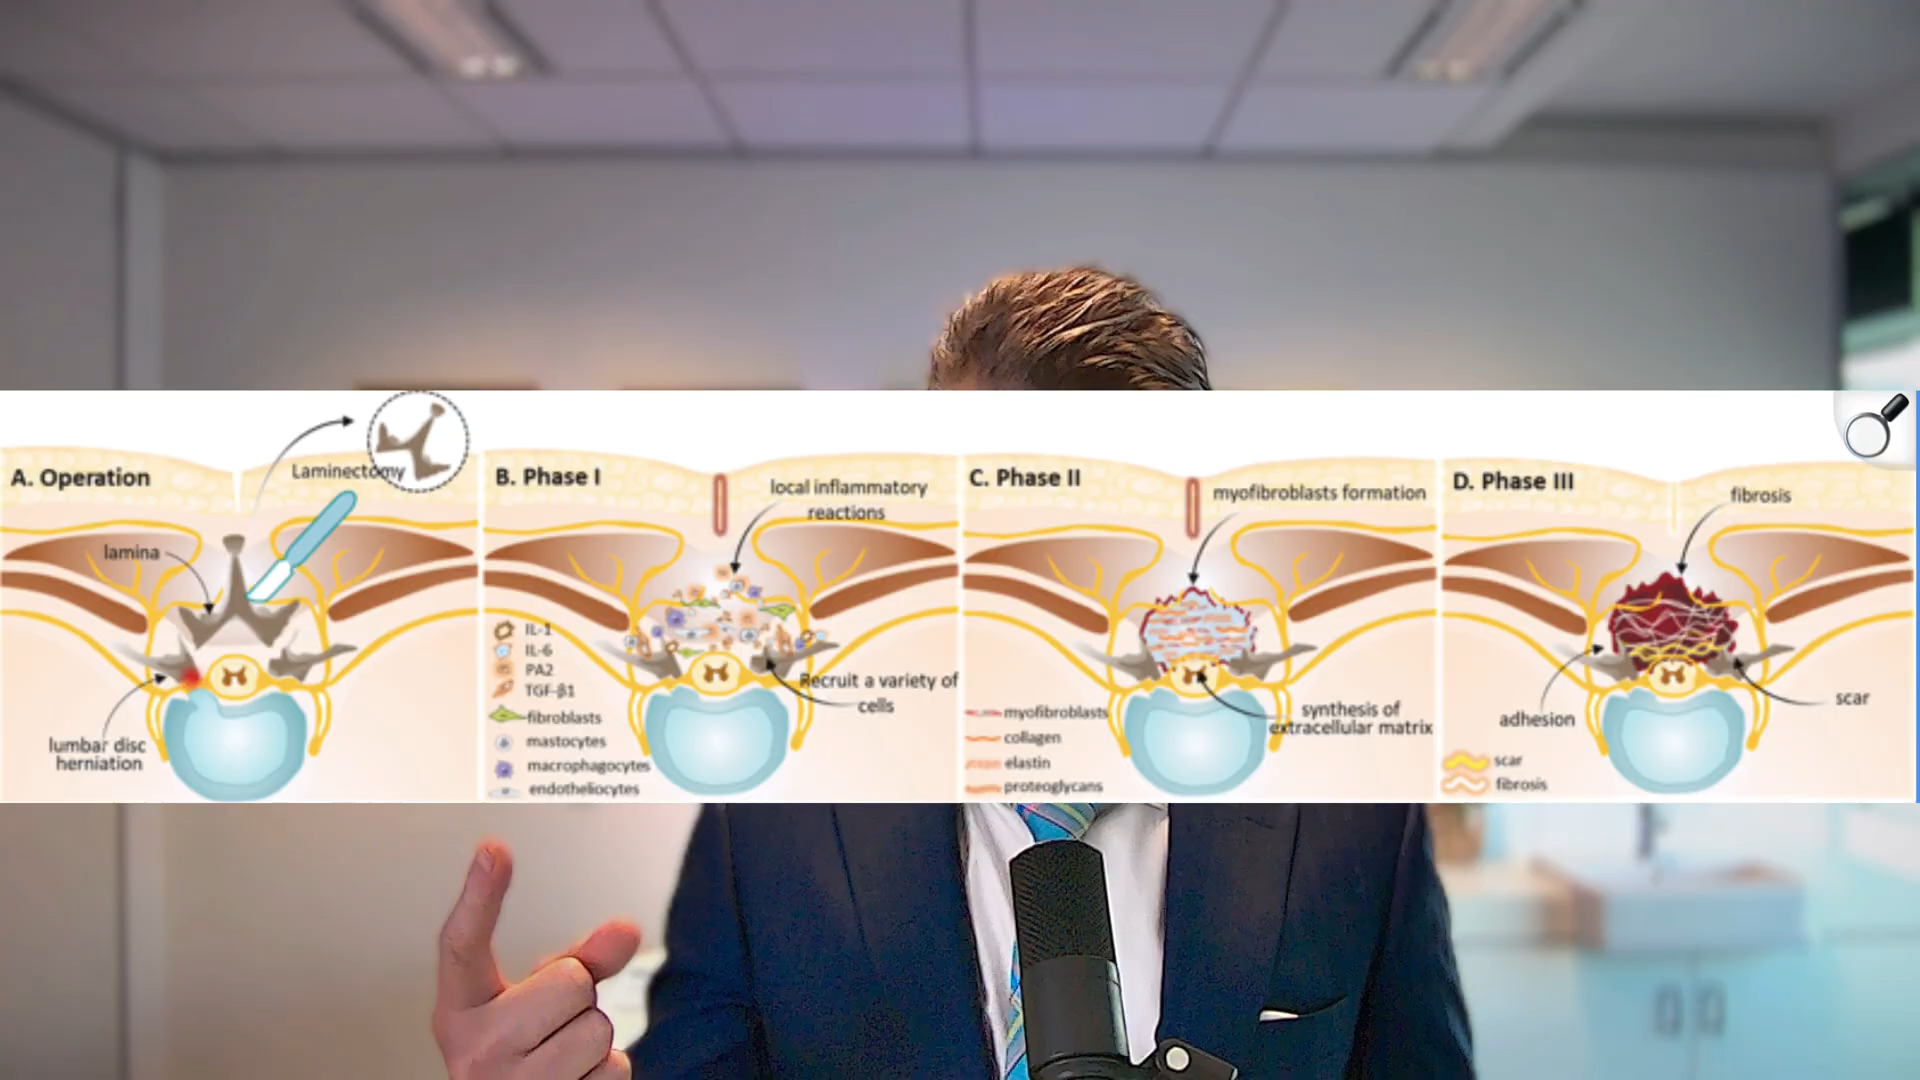 A. Operation
Laminectomy
lamina
lumbar disc
herniation
B. Phase I
local inflammatory
reactions
IL-1
IL-6
PA2
TGF-β1
fibroblasts
mastocytes
macrophagocytes
endotheliocytes
Recruit a variety of
cells
C. Phase II
myofibroblasts formation
myofibroblasts
collagen
elastin
proteoglycans
synthesis of
extracellular matrix
D. Phase III
fibrosis
adhesion
scar
scar
fibrosis